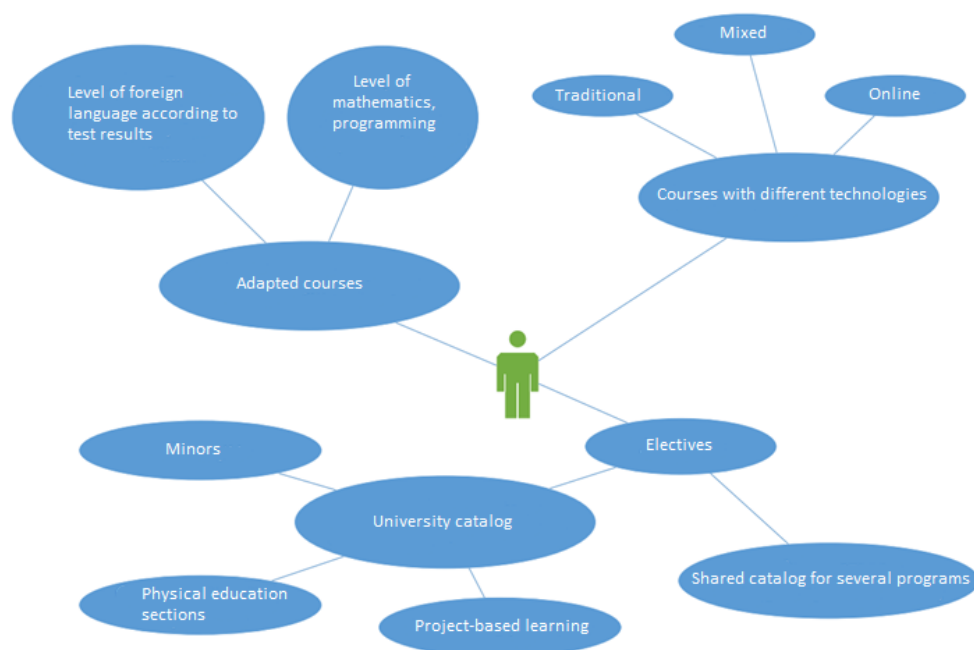 Mixed
Level of foreign
language according to
test results
Level of
mathematics,
programming
Traditional
Online
Courses with different technologies
Adapted courses
Electives
Minors
University catalog
Shared catalog for several programs
Physical education
sections
Project-based learning